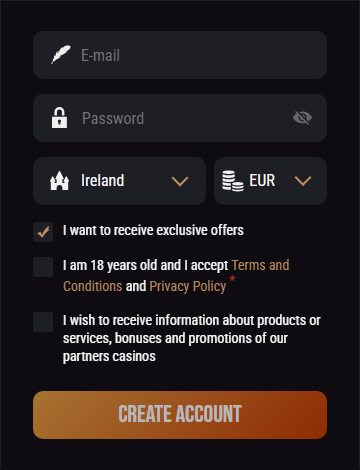 E-mail
Password
Ireland
EUR
I want to receive exclusive offers
I am 18 years old and I accept Terms and
Conditions and Privacy Policy *
I wish to receive information about products or
services, bonuses and promotions of our
partners casinos
CREATE ACCOUNT